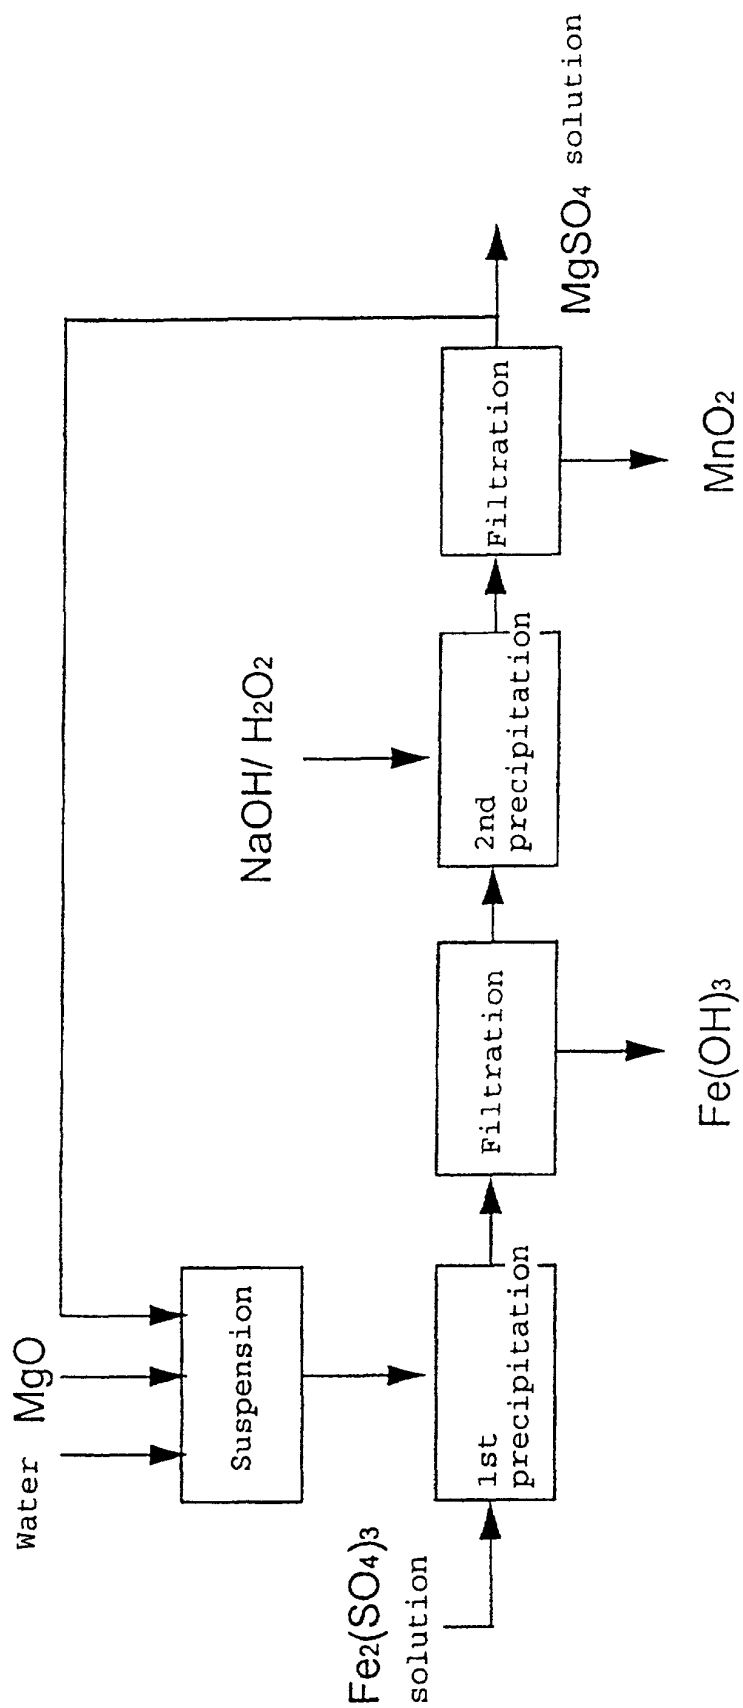 Water
MgO
Suspension
Fe₂(SO₄)₃
solution
1st
precipitation
Filtration
Fe(OH)₃
NaOH/ H₂O₂
2nd
precipitation
Filtration
MnO₂
MgSO₄ solution